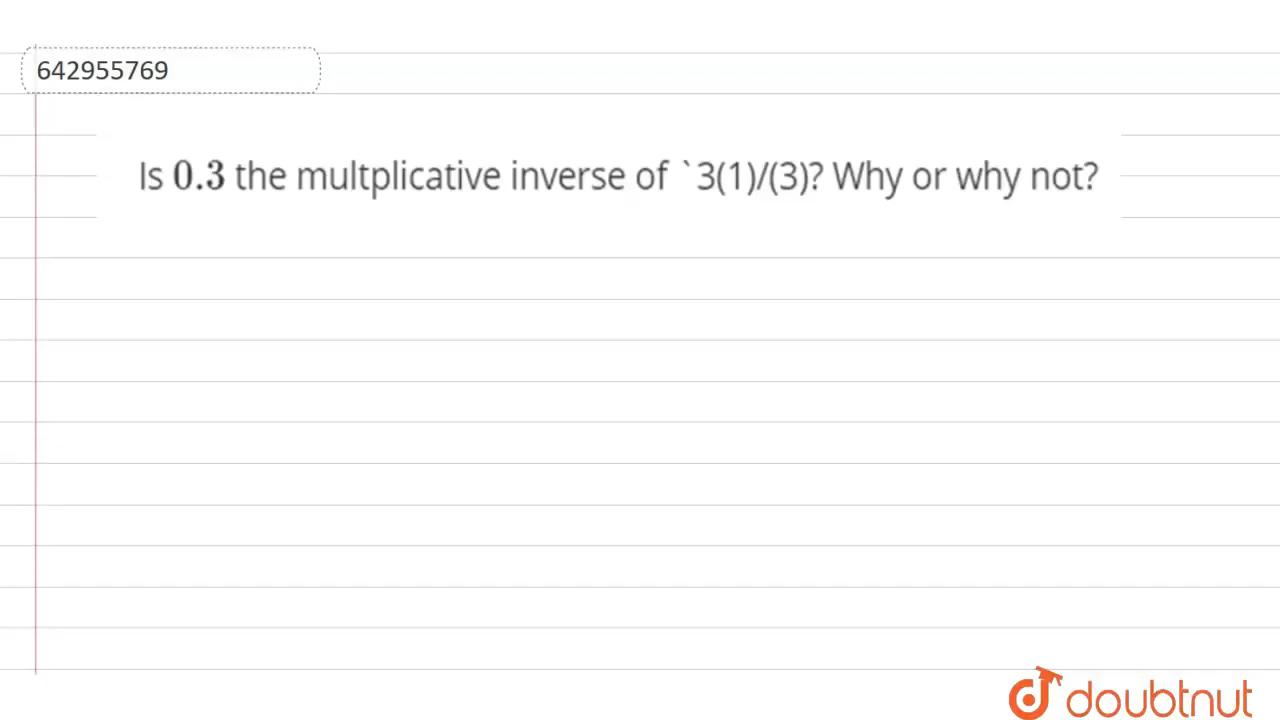 642955769
Is 0.3 the multplicative inverse of `3(1)/(3)? Why or why not?
doubtnut